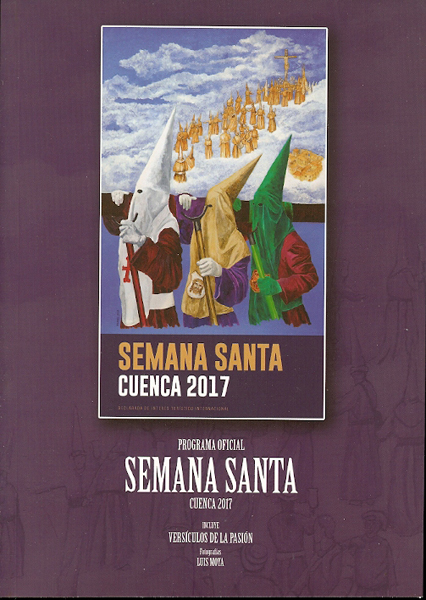 SEMANA SANTA
CUENCA 2017
PROGRAMA OFICIAL
SEMANA SANTA
CUENCA 2017
INCLUYE
VERSÍCULOS DE LA PASIÓN
Fotografías
LUIS MOYA